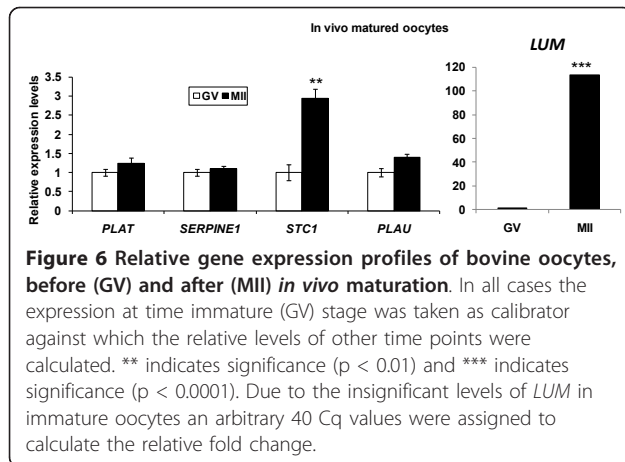 In vivo matured oocytes
LUM
Relative expression levels
3.5
3
2.5
2
1.5
1
0.5
0
GV MII
**
PLAT SERPINE1 STC1 PLAU
120
100
80
60
40
20
0
***
GV MII
Figure 6 Relative gene expression profiles of bovine oocytes,
before (GV) and after (MII) in vivo maturation. In all cases the
expression at time immature (GV) stage was taken as calibrator
against which the relative levels of other time points were
calculated. ** indicates significance (p < 0.01) and *** indicates
significance (p < 0.0001). Due to the insignificant levels of LUM in
immature oocytes an arbitrary 40 Cq values were assigned to
calculate the relative fold change.